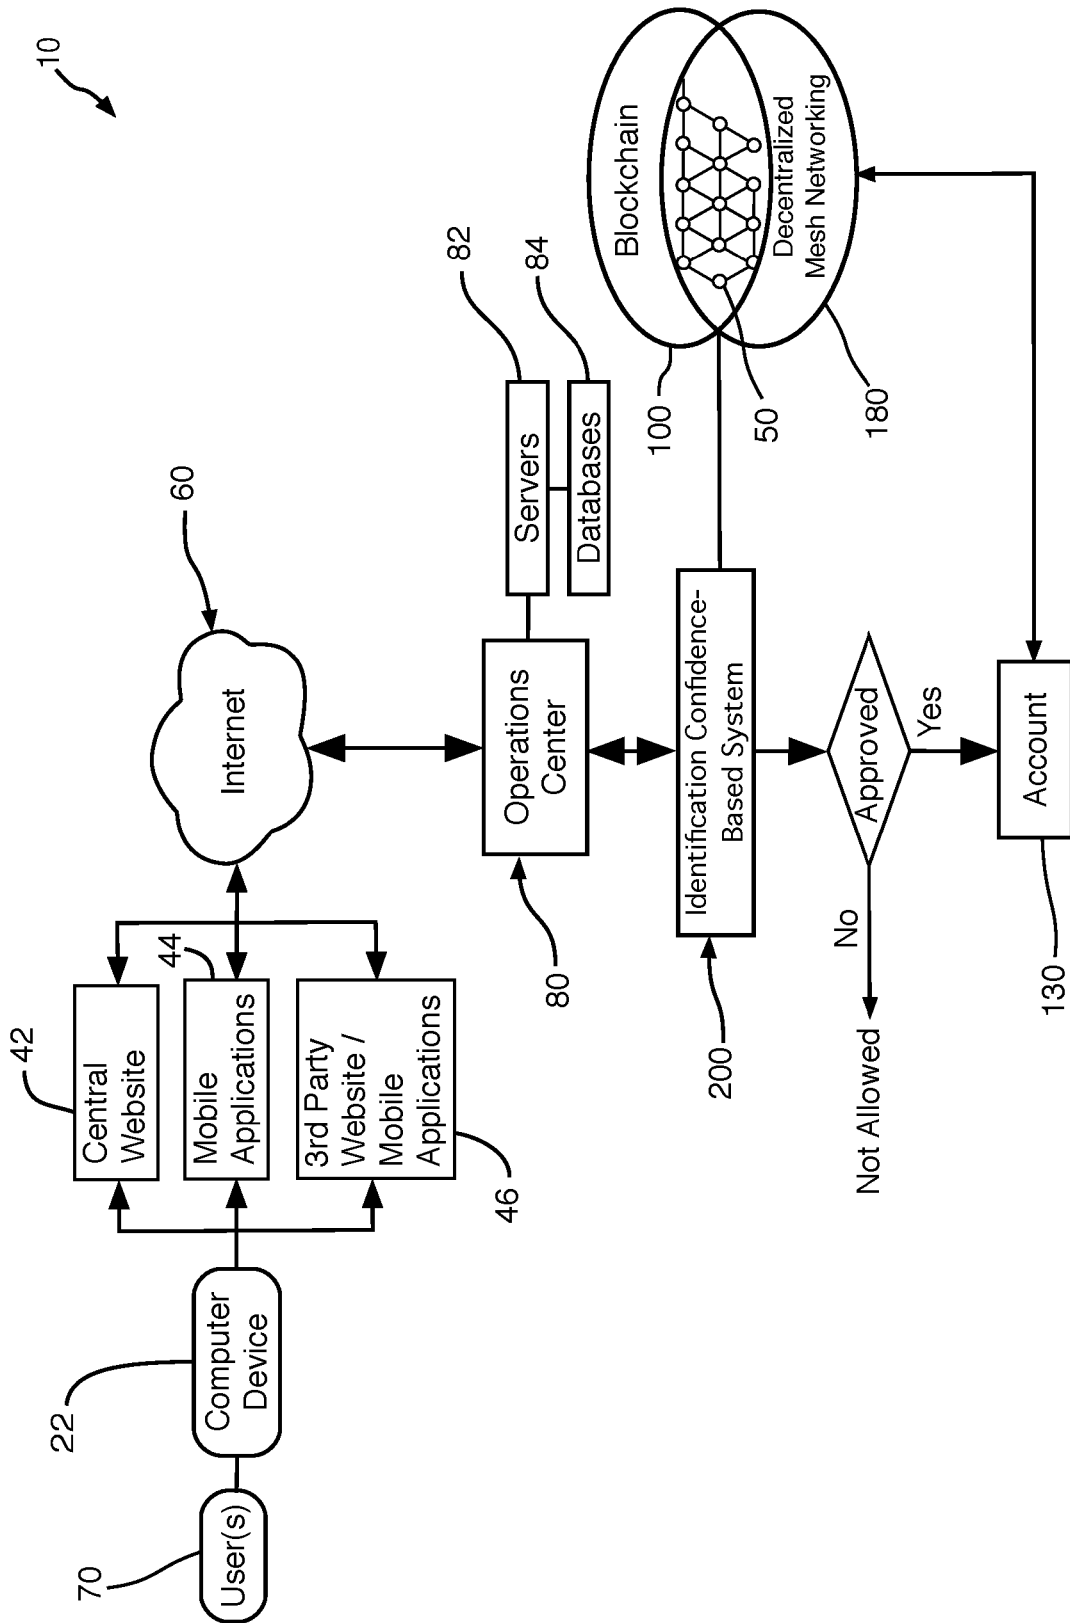 10
42
Central
Website
44
Mobile
Applications
3rd Party
Website /
Mobile
Applications
46
22
Computer
Device
70
User(s)
60
Internet
Operations
Center
80
Servers
82
Databases
84
Identification Confidence-
Based System
200
Approved
No
Not Allowed
Yes
Account
130
Blockchain
Decentralized
Mesh Networking
100
50
180